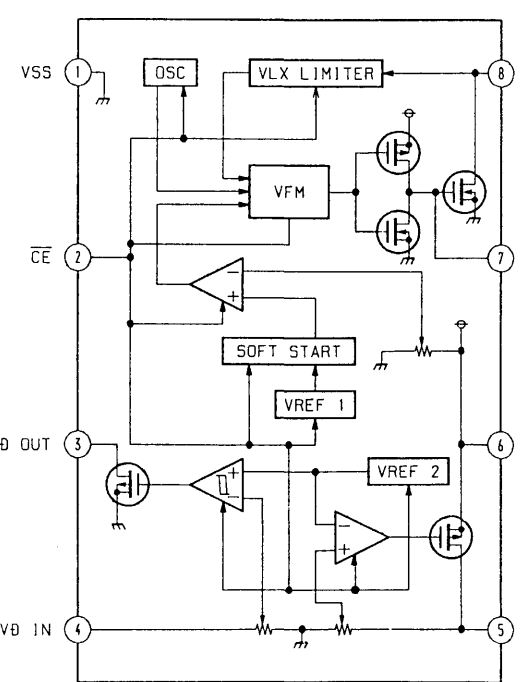 VSS 1 OSC VLX LIMITER 8
VFM
CE 2 7
− +
SOFT START
VREF 1
Đ OUT 3 6
+ − VREF 2
− +
VĐ IN 4 5